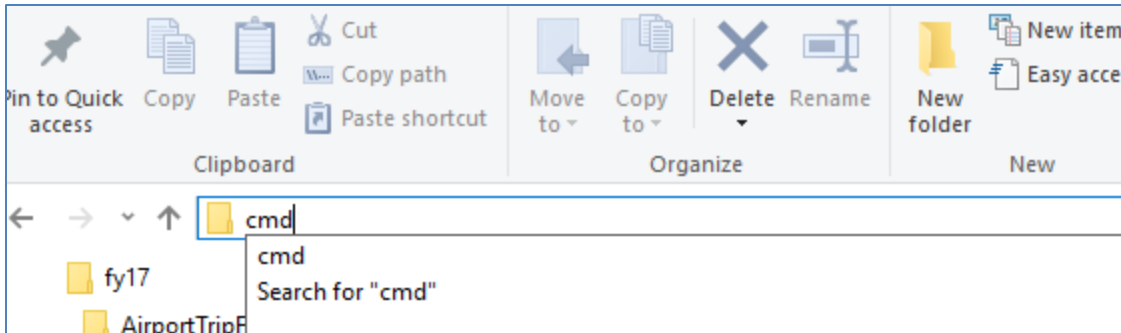 Pin to Quick access
Copy
Paste
Cut
Copy path
Paste shortcut
Clipboard
Move to
Copy to
Delete
Rename
Organize
New folder
New item
Easy acce
New
cmd
cmd
Search for "cmd"
fy17
AirportTrip